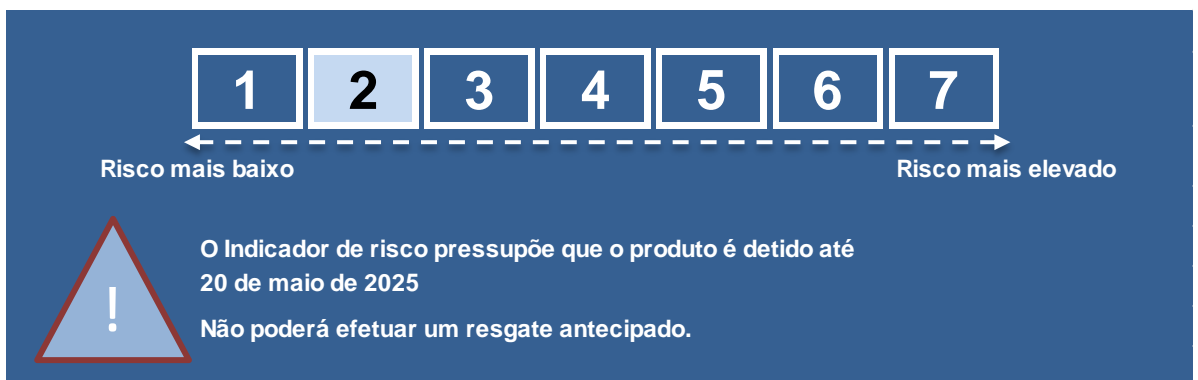 1 2 3 4 5 6 7
Risco mais baixo Risco mais elevado
O Indicador de risco pressupõe que o produto é detido até
20 de maio de 2025
! Não poderá efetuar um resgate antecipado.